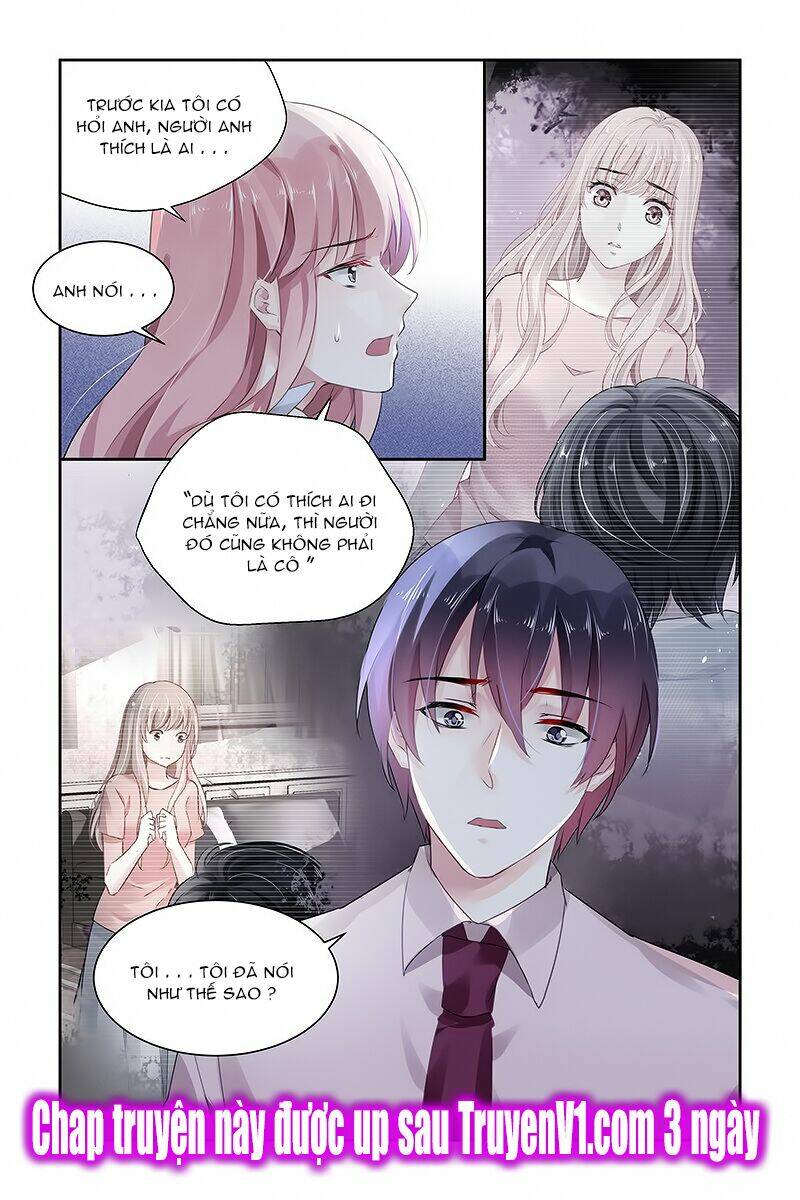 TRƯỚC KIA TÔI CÓ
HỎI ANH, NGƯỜI ANH
THÍCH LÀ AI . . .
ANH NÓI . . .
"DÙ TÔI CÓ THÍCH AI ĐI
CHẲNG NỮA, THÌ NGƯỜI
ĐÓ CŨNG KHÔNG PHẢI
LÀ CÔ"
TÔI . . . TÔI ĐÃ NÓI
NHƯ THẾ SAO ?
Chap truyện này được up sau TruyenV1.com 3 ngày